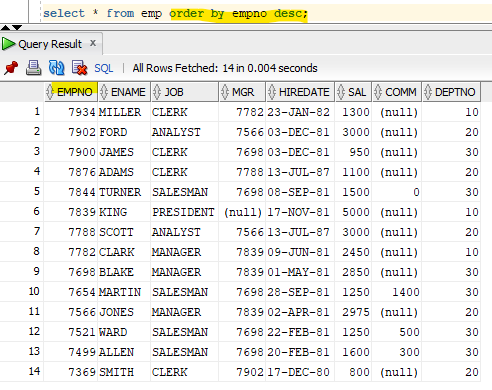 select * from emp order by empno desc;
Query Result x
SQL | All Rows Fetched: 14 in 0.004 seconds
EMPNO ENAME JOB MGR HIREDATE SAL COMM DEPTNO
1 7934 MILLER CLERK 7782 23-JAN-82 1300 (null) 10
2 7902 FORD ANALYST 7566 03-DEC-81 3000 (null) 20
3 7900 JAMES CLERK 7698 03-DEC-81 950 (null) 30
4 7876 ADAMS CLERK 7788 13-JUL-87 1100 (null) 20
5 7844 TURNER SALESMAN 7698 08-SEP-81 1500 0 30
6 7839 KING PRESIDENT (null) 17-NOV-81 5000 (null) 10
7 7788 SCOTT ANALYST 7566 13-JUL-87 3000 (null) 20
8 7782 CLARK MANAGER 7839 09-JUN-81 2450 (null) 10
9 7698 BLAKE MANAGER 7839 01-MAY-81 2850 (null) 30
10 7654 MARTIN SALESMAN 7698 28-SEP-81 1250 1400 30
11 7566 JONES MANAGER 7839 02-APR-81 2975 (null) 20
12 7521 WARD SALESMAN 7698 22-FEB-81 1250 500 30
13 7499 ALLEN SALESMAN 7698 20-FEB-81 1600 300 30
14 7369 SMITH CLERK 7902 17-DEC-80 800 (null) 20